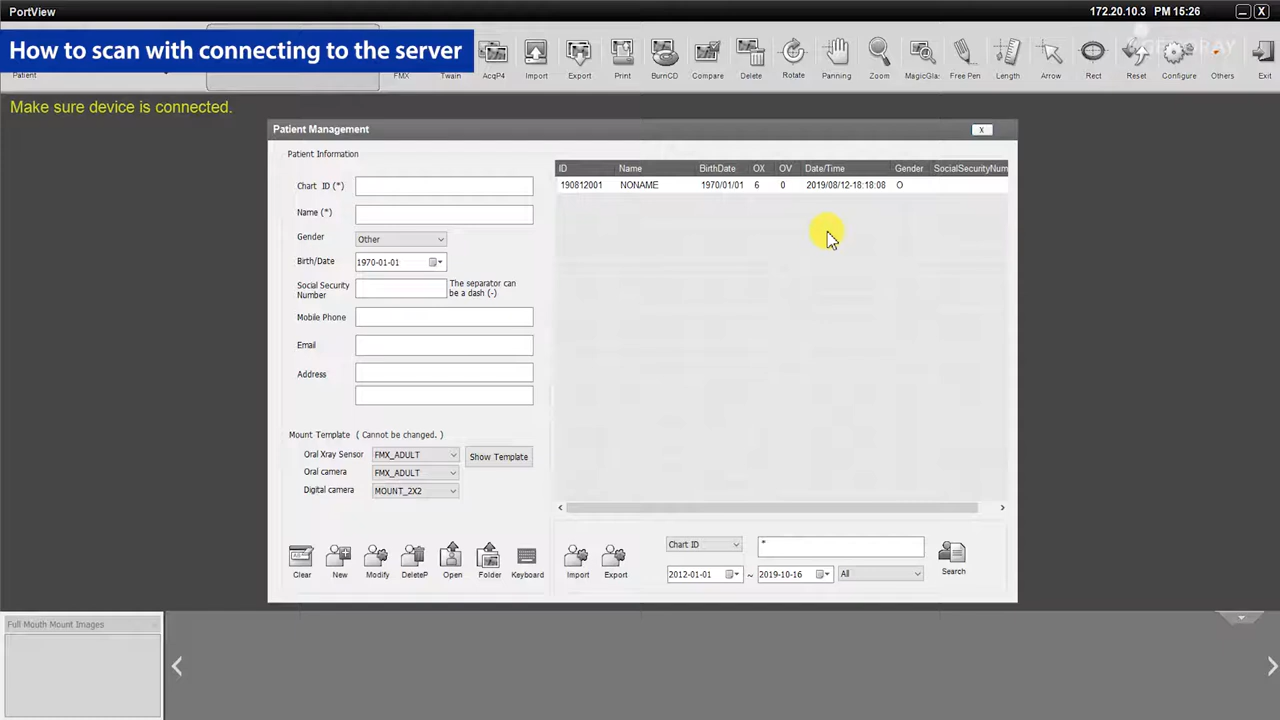 PortView
172.20.10.3 PM 15:26
How to scan with connecting to the server
Patient
FMX
Twain
AcqP4
Import
Export
Print
BurnCD
Compare
Delete
Rotate
Panning
Zoom
MagicGla:
Free Pen
Length
Arrow
Rect
Reset
Configure
Others
Exit
Make sure device is connected.
Patient Management
X
Patient Information
Chart ID (*)
Name (*)
Gender
Other
Birth/Date
1970-01-01
Social Security
Number
The separator can
be a dash (-)
Mobile Phone
Email
Address
Mount Template ( Cannot be changed. )
Oral Xray Sensor
FMX_ADULT
Show Template
Oral camera
FMX_ADULT
Digital camera
MOUNT_2X2
Clear
New
Modify
DeleteP
Open
Folder
Keyboard
ID Name BirthDate OX OV Date/Time Gender SocialSecurityNum
190812001 NONAME 1970/01/01 6 0 2019/08/12-18:18:08 O
Import
Export
Chart ID
*
2012-01-01 ~ 2019-10-16
All
Search
Full Mouth Mount Images